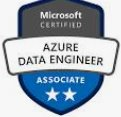 Microsoft
CERTIFIED
AZURE
DATA ENGINEER
ASSOCIATE